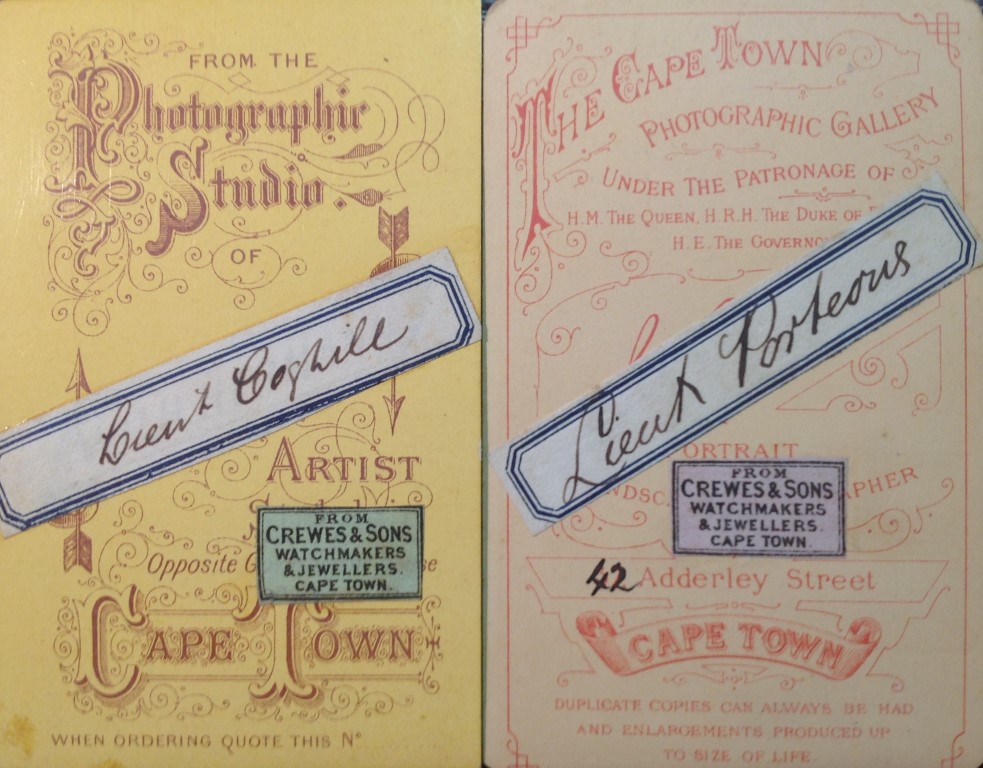 FROM THE
Photographic
Studio.
OF
Lieut Coghill
ARTIST
FROM
CREWES & SONS
WATCHMAKERS
& JEWELLERS.
CAPE TOWN.
Opposite
CAPE TOWN
WHEN ORDERING QUOTE THIS Nº
THE CAPE TOWN
PHOTOGRAPHIC GALLERY
UNDER THE PATRONAGE OF
H.M. THE QUEEN, H.R.H. THE DUKE OF
H.E. THE GOVERNO
Lieut Porteous
ORTRAIT
NDSC APHER
FROM
CREWES & SONS
WATCHMAKERS
& JEWELLERS.
CAPE TOWN.
42 Adderley Street
CAPE TOWN
DUPLICATE COPIES CAN ALWAYS BE HAD
AND ENLARGEMENTS PRODUCED UP
TO SIZE OF LIFE.